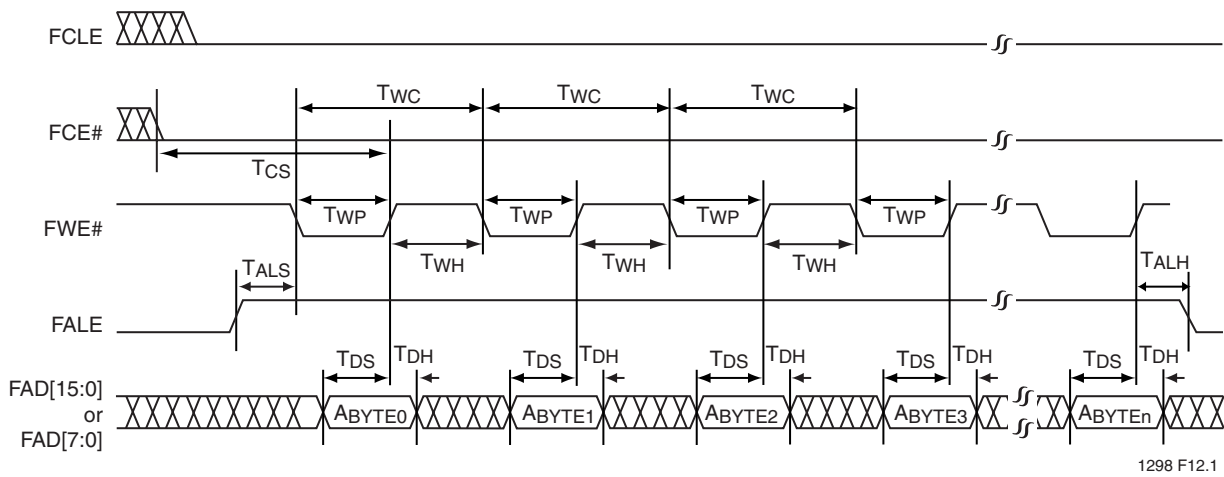 FCLE
TWC TWC TWC
FCE#
TCS
TWP TWP TWP TWP
FWE#
TWH TWH TWH
TALS TALH
FALE
TDS TDH TDS TDH TDS TDH TDS TDH TDS TDH
FAD[15:0]
or
FAD[7:0]
ABYTE0 ABYTE1 ABYTE2 ABYTE3 ABYTEn
1298 F12.1